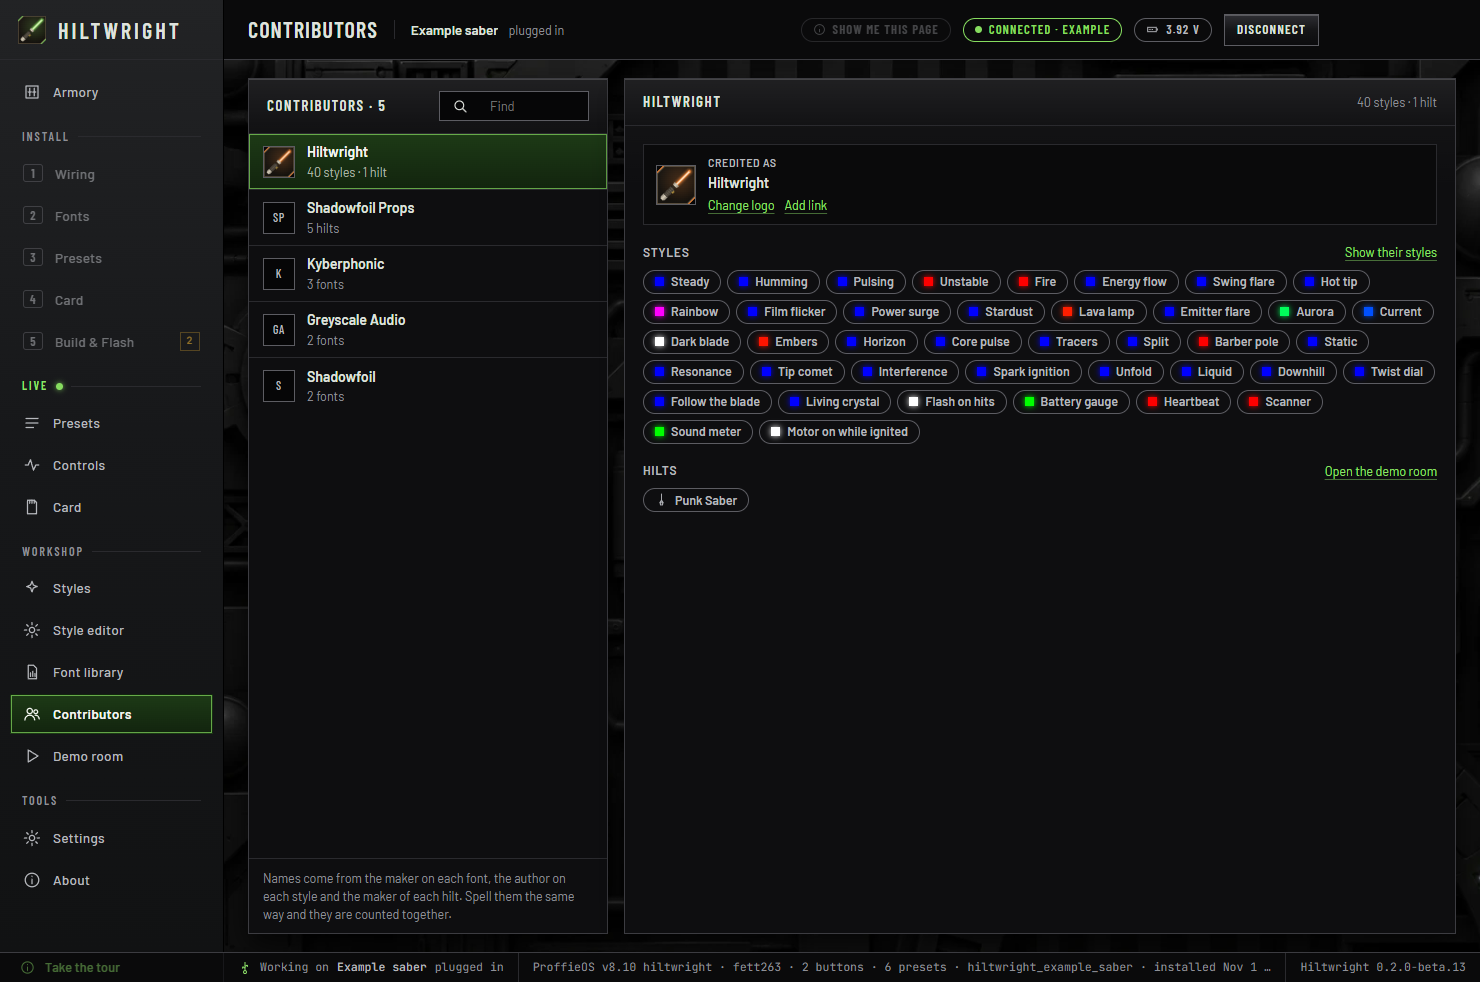 HILTWRIGHT
CONTRIBUTORS
Example saber plugged in
SHOW ME THIS PAGE
CONNECTED · EXAMPLE
3.92 V
DISCONNECT
Armory
INSTALL
1 Wiring
2 Fonts
3 Presets
4 Card
5 Build & Flash 2
LIVE
Presets
Controls
Card
WORKSHOP
Styles
Style editor
Font library
Contributors
Demo room
TOOLS
Settings
About
Take the tour
CONTRIBUTORS · 5
Find
Hiltwright
40 styles · 1 hilt
SP
Shadowfoil Props
5 hilts
K
Kyberphonic
3 fonts
GA
Greyscale Audio
2 fonts
S
Shadowfoil
2 fonts
Names come from the maker on each font, the author on
each style and the maker of each hilt. Spell them the same
way and they are counted together.
HILTWRIGHT
40 styles · 1 hilt
CREDITED AS
Hiltwright
Change logo Add link
STYLES
Show their styles
Steady Humming Pulsing Unstable Fire Energy flow Swing flare Hot tip
Rainbow Film flicker Power surge Stardust Lava lamp Emitter flare Aurora Current
Dark blade Embers Horizon Core pulse Tracers Split Barber pole Static
Resonance Tip comet Interference Spark ignition Unfold Liquid Downhill Twist dial
Follow the blade Living crystal Flash on hits Battery gauge Heartbeat Scanner
Sound meter Motor on while ignited
HILTS
Open the demo room
Punk Saber
Working on Example saber plugged in
ProffieOS v8.10 hiltwright · fett263 · 2 buttons · 6 presets · hiltwright_example_saber · installed Nov 1 …
Hiltwright 0.2.0-beta.13